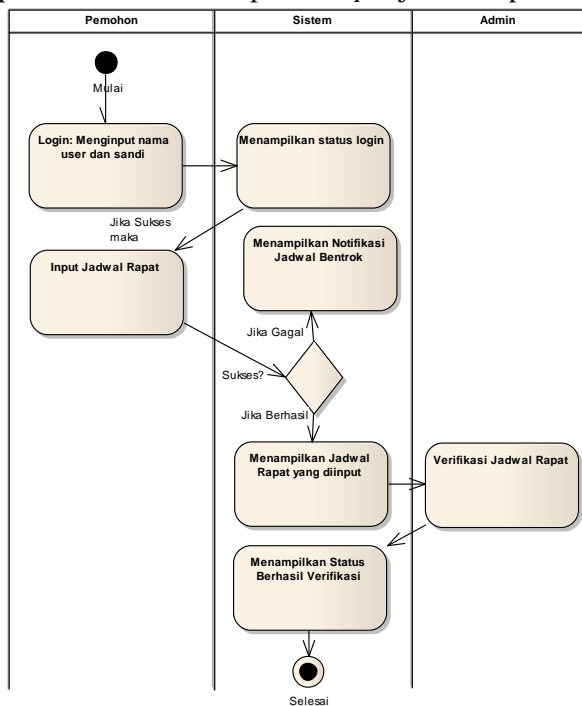 Pemohon
Sistem
Admin
Mulai
Login: Menginput nama
user dan sandi
Menampilkan status login
Jika Sukses
maka
Input Jadwal Rapat
Menampilkan Notifikasi
Jadwal Bentrok
Jika Gagal
Sukses?
Jika Berhasil
Menampilkan Jadwal
Rapat yang diinput
Verifikasi Jadwal Rapat
Menampilkan Status
Berhasil Verifikasi
Selesai